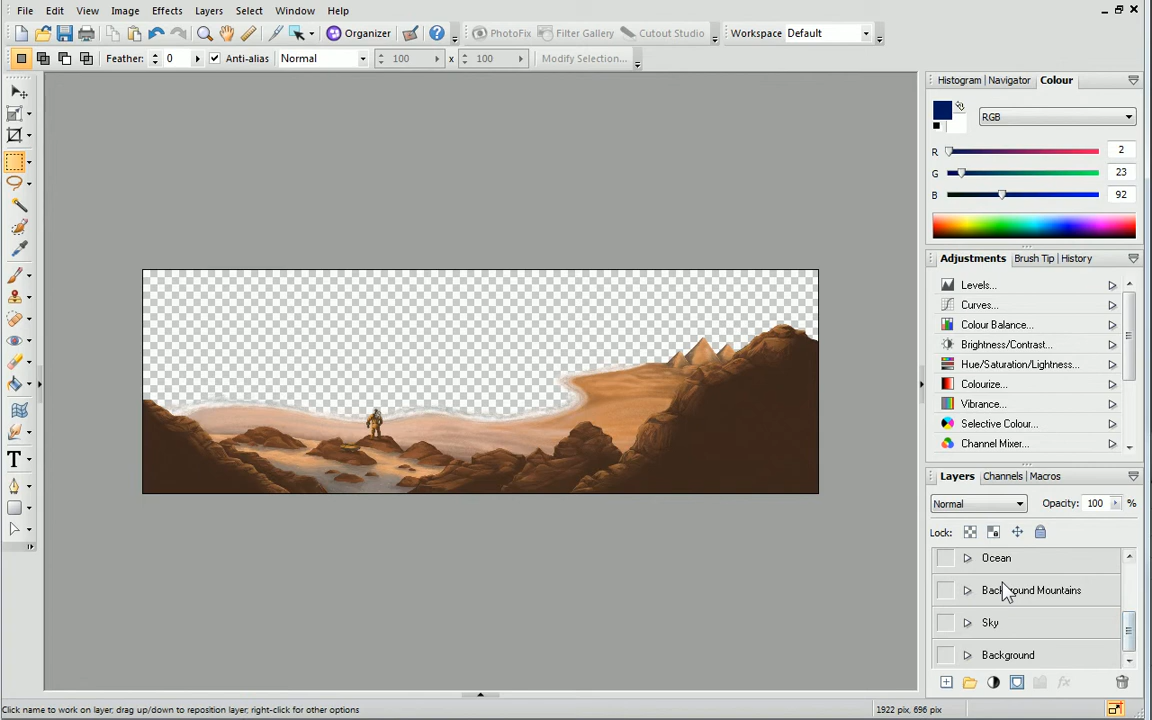 File Edit View Image Effects Layers Select Window Help
Organizer PhotoFix Filter Gallery Cutout Studio Workspace Default
Feather: 0 Anti-alias Normal 100 x 100 Modify Selection...
Histogram | Navigator Colour
RGB
R 2
G 23
B 92
Adjustments Brush Tip | History
Levels...
Curves...
Colour Balance...
Brightness/Contrast...
Hue/Saturation/Lightness...
Colourize...
Vibrance...
Selective Colour...
Channel Mixer...
Layers Channels | Macros
Normal Opacity: 100 %
Lock:
Ocean
Background Mountains
Sky
Background
Click name to work on layer; drag up/down to reposition layer; right-click for other options 1922 pix, 696 pix